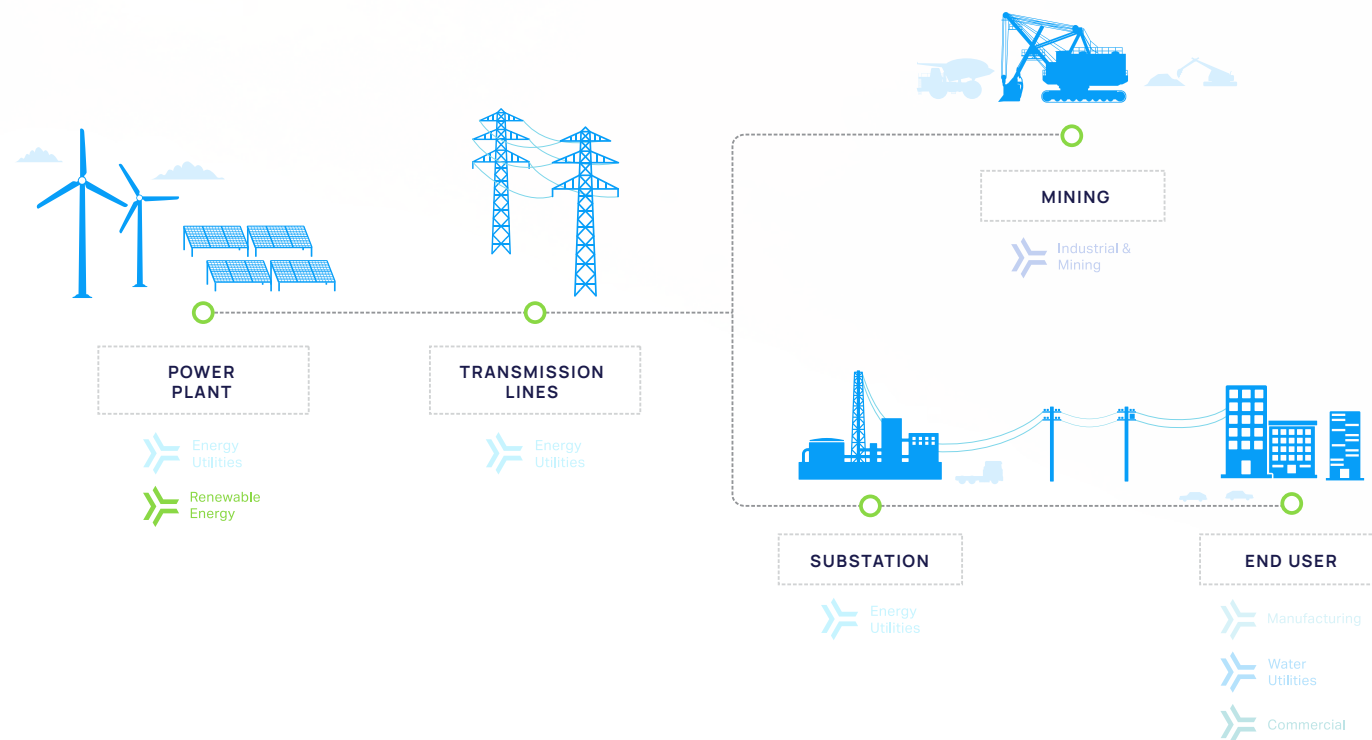 MINING
Industrial &
Mining
POWER
PLANT
Energy
Utilities
Renewable
Energy
TRANSMISSION
LINES
Energy
Utilities
SUBSTATION
Energy
Utilities
END USER
Manufacturing
Water
Utilities
Commercial